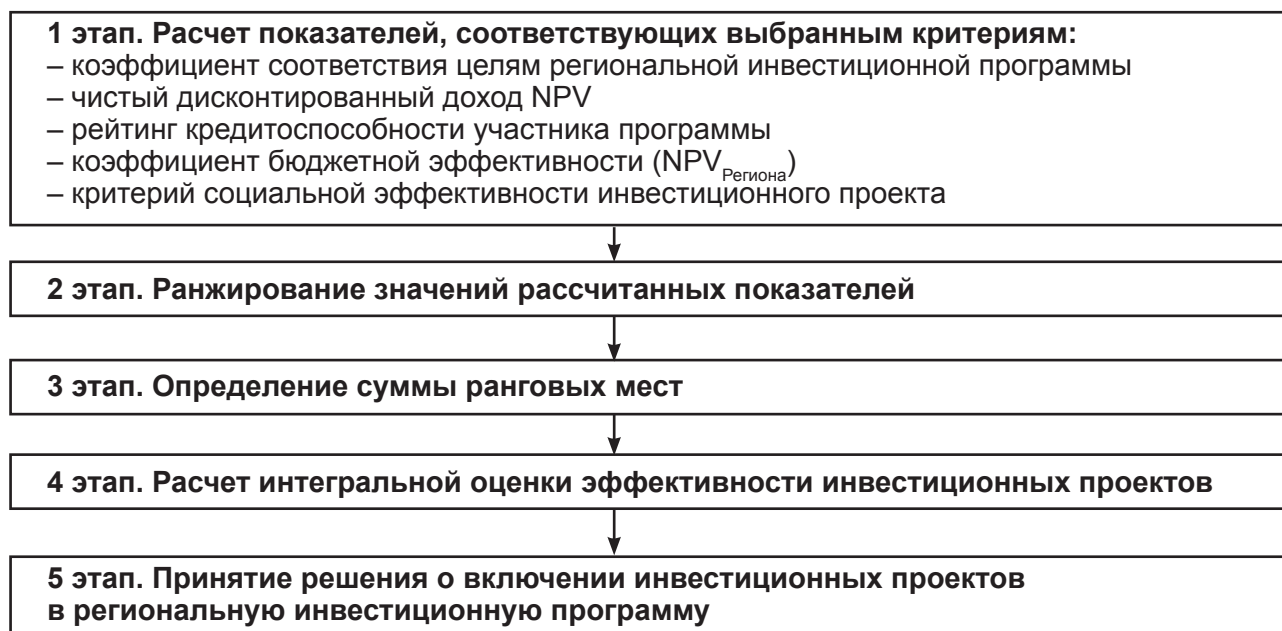 1 этап. Расчет показателей, соответствующих выбранным критериям:
– коэффициент соответствия целям региональной инвестиционной программы
– чистый дисконтированный доход NPV
– рейтинг кредитоспособности участника программы
– коэффициент бюджетной эффективности (NPVРегиона)
– критерий социальной эффективности инвестиционного проекта
2 этап. Ранжирование значений рассчитанных показателей
3 этап. Определение суммы ранговых мест
4 этап. Расчет интегральной оценки эффективности инвестиционных проектов
5 этап. Принятие решения о включении инвестиционных проектов
в региональную инвестиционную программу